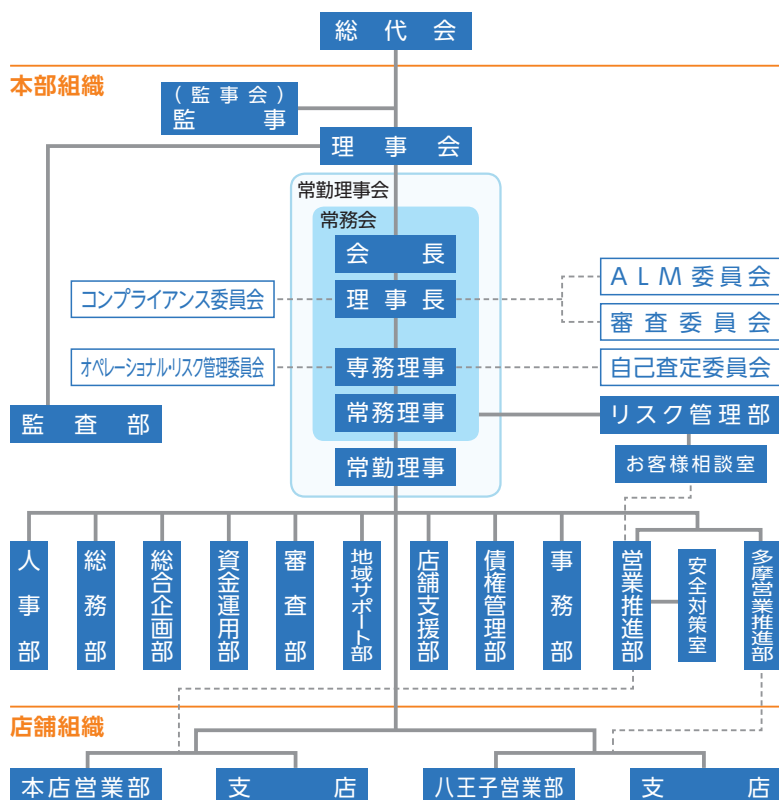 総代会
本部組織
（監事会）
監事
理事会
常勤理事会
常務会
会長
コンプライアンス委員会
理事長
ALM委員会
審査委員会
オペレーショナル・リスク管理委員会
専務理事
自己査定委員会
監査部
常務理事
リスク管理部
常勤理事
お客様相談室
人事部
総務部
総合企画部
資金運用部
審査部
地域サポート部
店舗支援部
債権管理部
事務部
営業推進部
安全対策室
多摩営業推進部
店舗組織
本店営業部
支店
八王子営業部
支店